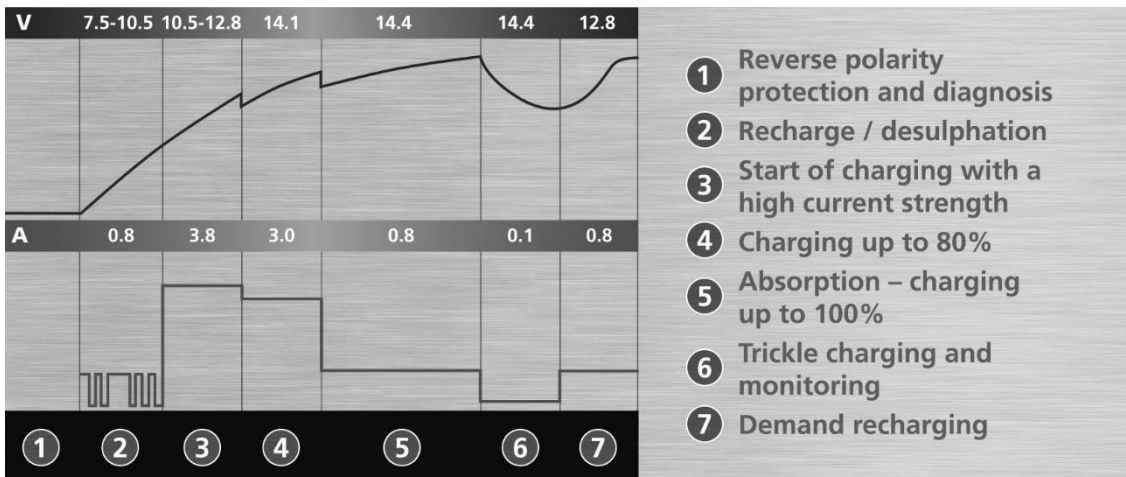 V 7.5-10.5 10.5-12.8 14.1 14.4 14.4 12.8
A 0.8 3.8 3.0 0.8 0.1 0.8
1 2 3 4 5 6 7
1 Reverse polarity
protection and diagnosis
2 Recharge / desulphation
3 Start of charging with a
high current strength
4 Charging up to 80%
5 Absorption – charging
up to 100%
6 Trickle charging and
monitoring
7 Demand recharging